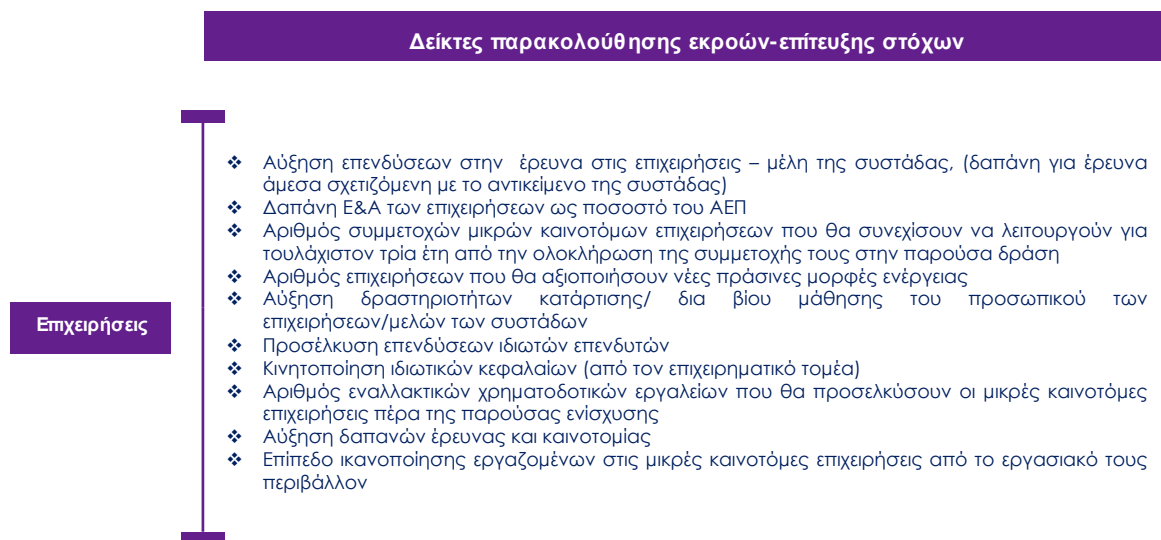 Δείκτες παρακολούθησης εκροών-επίτευξης στόχων
❖ Αύξηση επενδύσεων στην έρευνα στις επιχειρήσεις – μέλη της συστάδας, (δαπάνη για έρευνα
άμεσα σχετιζόμενη με το αντικείμενο της συστάδας)
❖ Δαπάνη Ε&Α των επιχειρήσεων ως ποσοστό του ΑΕΠ
❖ Αριθμός συμμετοχών μικρών καινοτόμων επιχειρήσεων που θα συνεχίσουν να λειτουργούν για
τουλάχιστον τρία έτη από την ολοκλήρωση της συμμετοχής τους στην παρούσα δράση
❖ Αριθμός επιχειρήσεων που θα αξιοποιήσουν νέες πράσινες μορφές ενέργειας
❖ Αύξηση δραστηριοτήτων κατάρτισης/ δια βίου μάθησης του προσωπικού των
επιχειρήσεων/μελών των συστάδων
❖ Προσέλκυση επενδύσεων ιδιωτών επενδυτών
❖ Κινητοποίηση ιδιωτικών κεφαλαίων (από τον επιχειρηματικό τομέα)
❖ Αριθμός εναλλακτικών χρηματοδοτικών εργαλείων που θα προσελκύσουν οι μικρές καινοτόμες
επιχειρήσεις πέρα της παρούσας ενίσχυσης
❖ Αύξηση δαπανών έρευνας και καινοτομίας
❖ Επίπεδο ικανοποίησης εργαζομένων στις μικρές καινοτόμες επιχειρήσεις από το εργασιακό τους
περιβάλλον
Επιχειρήσεις